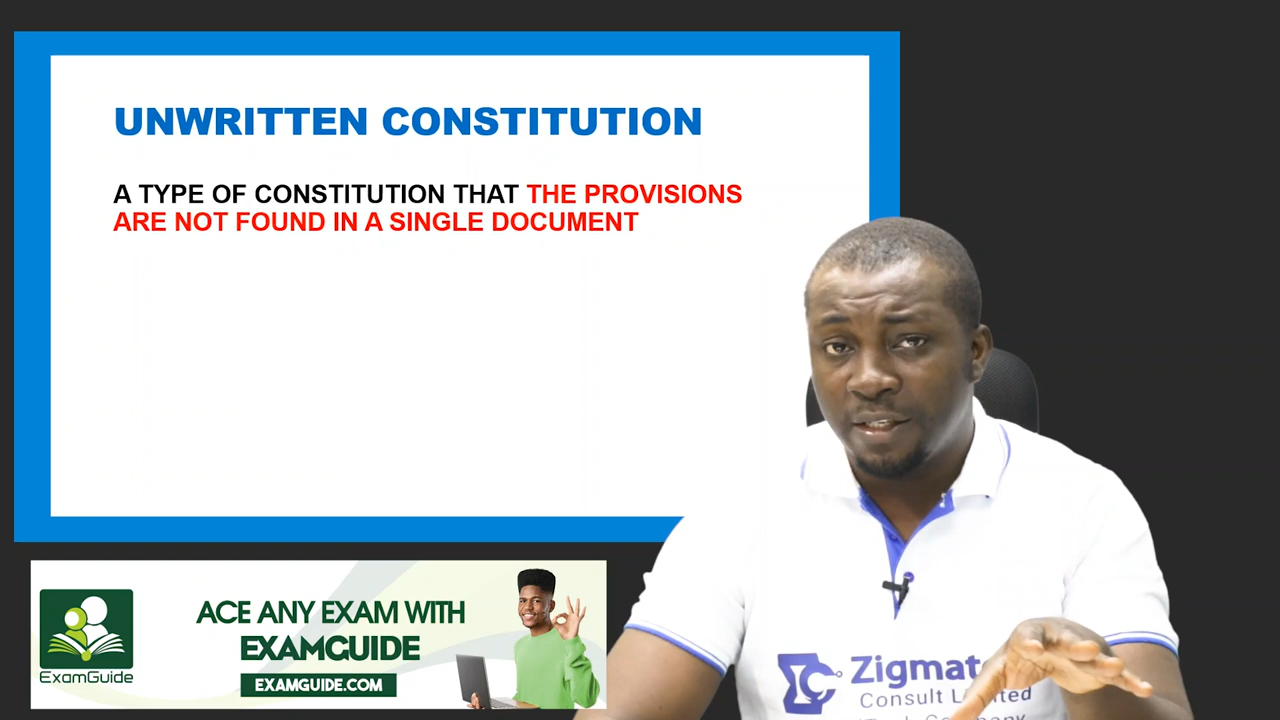 UNWRITTEN CONSTITUTION
A TYPE OF CONSTITUTION THAT THE PROVISIONS
ARE NOT FOUND IN A SINGLE DOCUMENT
ExamGuide
ACE ANY EXAM WITH
EXAMGUIDE
EXAMGUIDE.COM
Consult